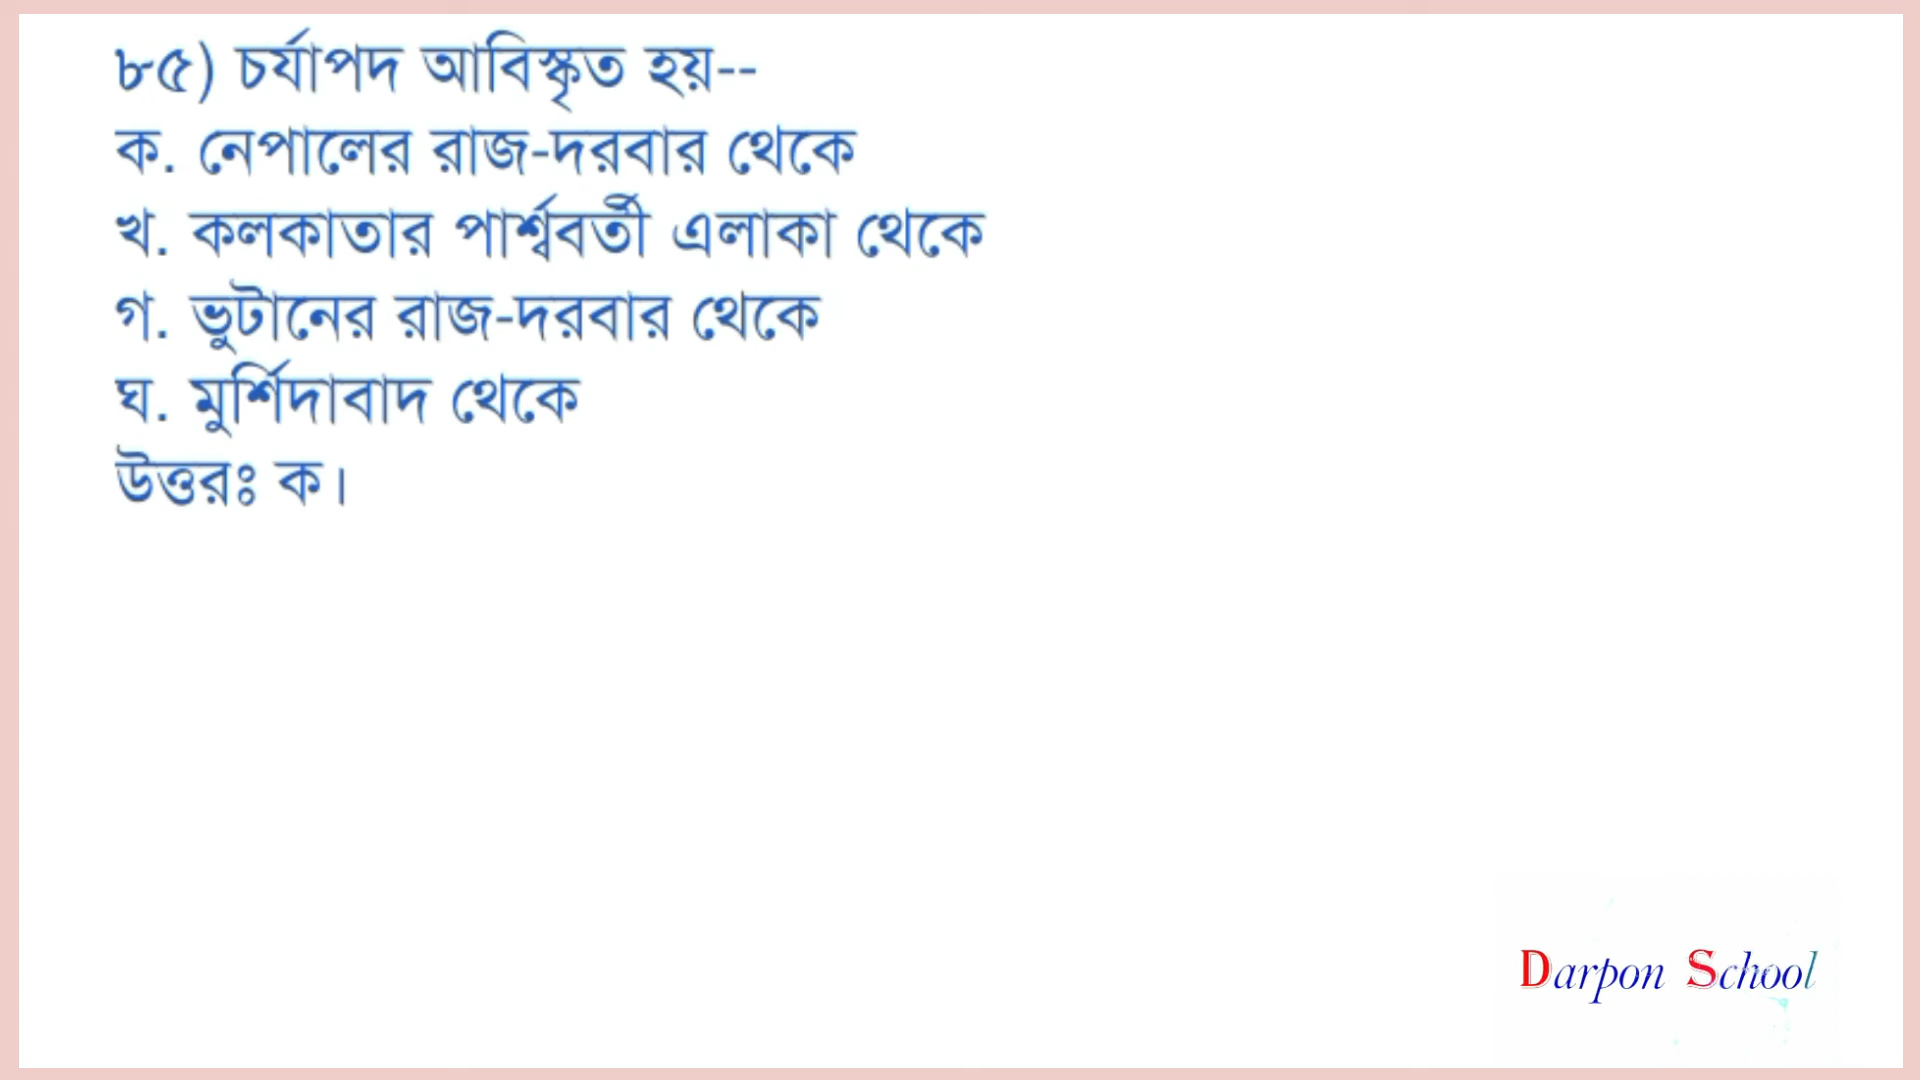 ৮৫) চর্যাপদ আবিস্কৃত হয়--
ক. নেপালের রাজ-দরবার থেকে
খ. কলকাতার পার্শ্ববর্তী এলাকা থেকে
গ. ভুটানের রাজ-দরবার থেকে
ঘ. মুর্শিদাবাদ থেকে
উত্তরঃ ক।
Darpon School